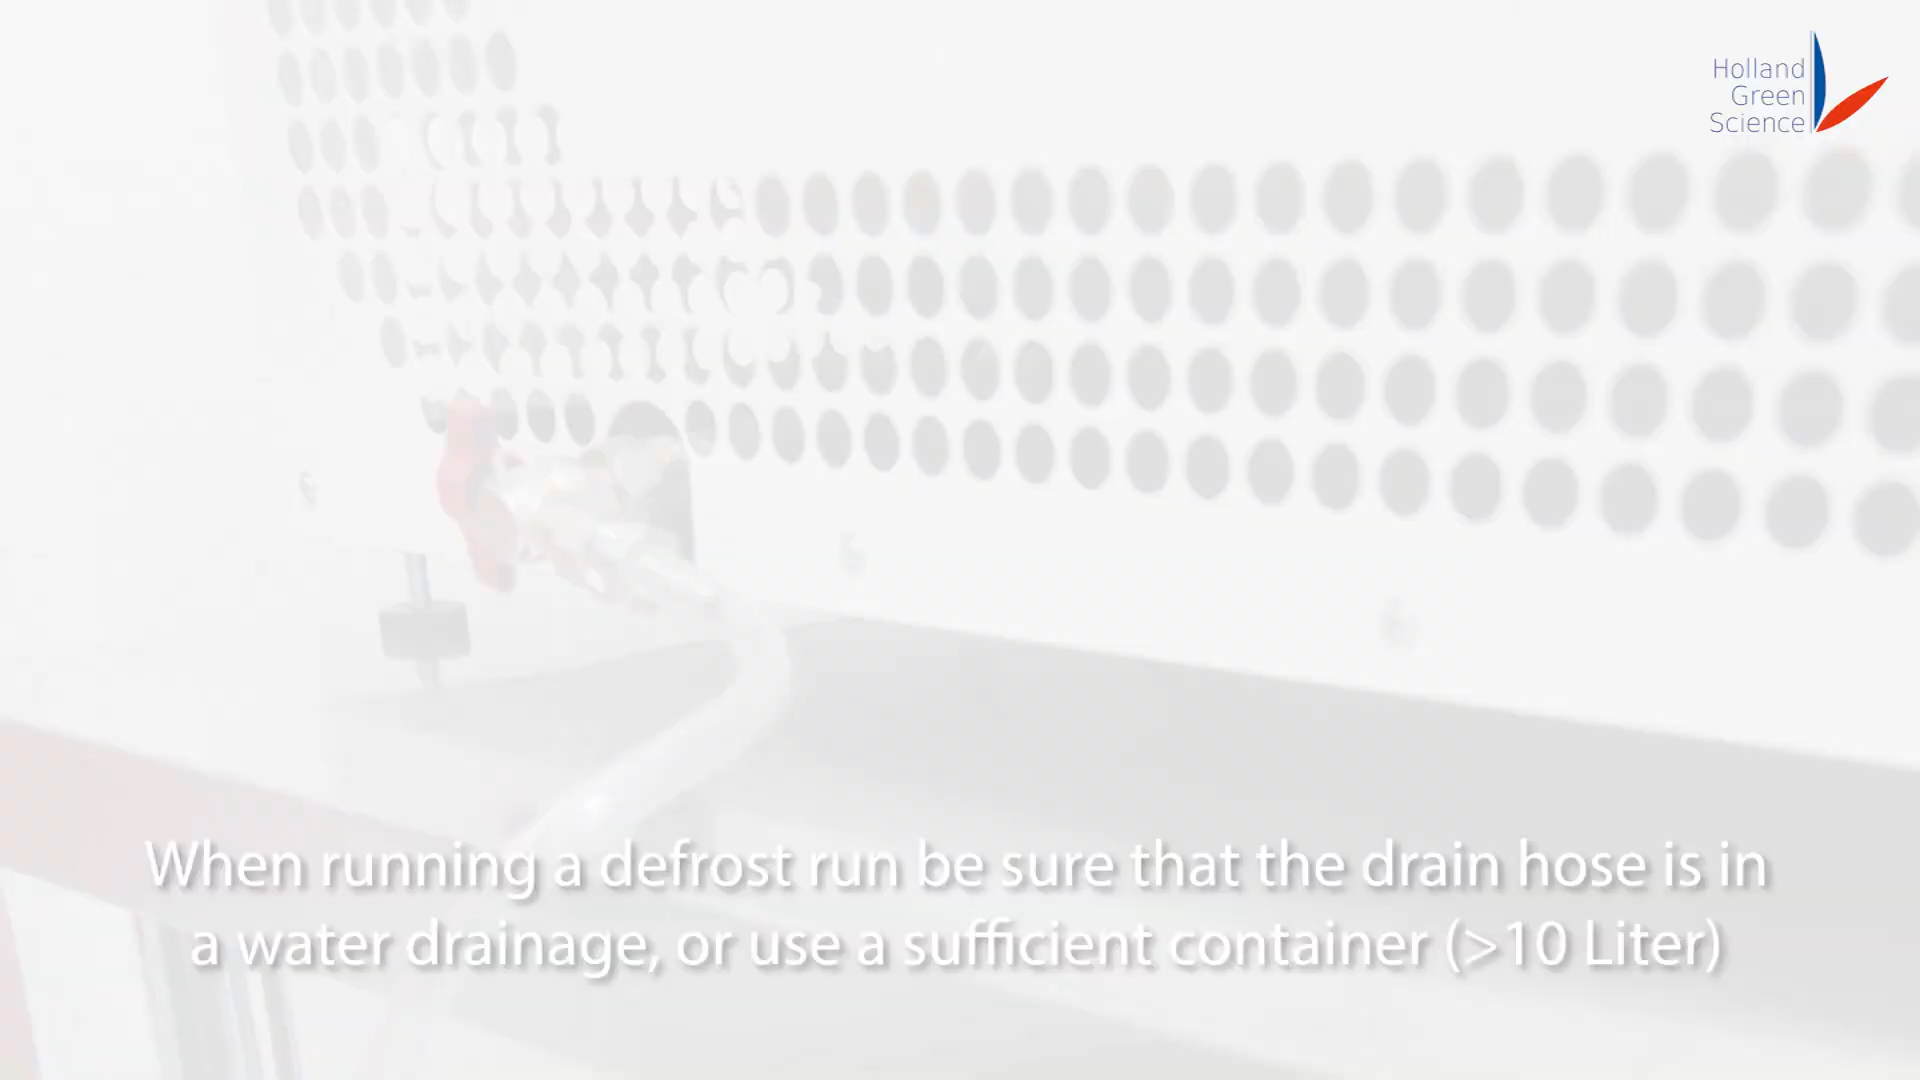 Holland
Green
Science
When running a defrost run be sure that the drain hose is in
a water drainage, or use a sufficient container (>10 Liter)